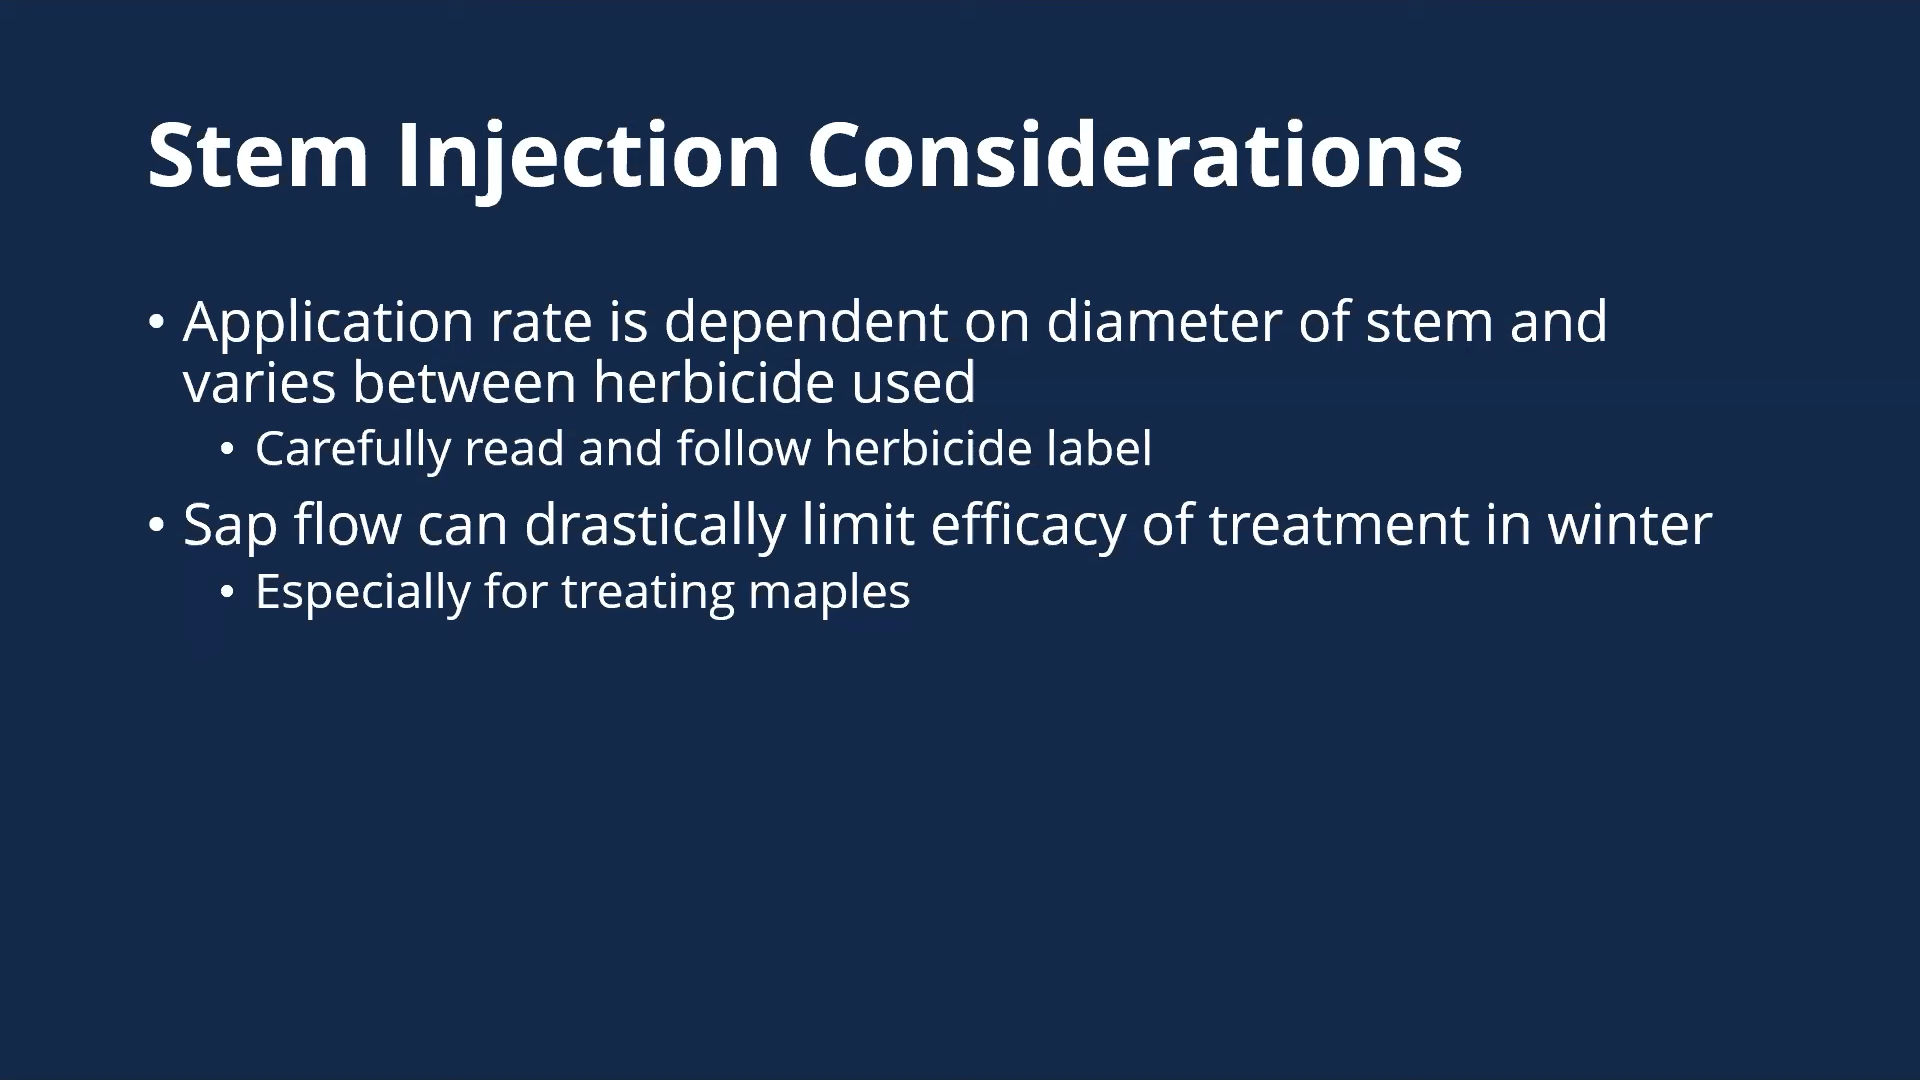 Stem Injection Considerations
• Application rate is dependent on diameter of stem and
varies between herbicide used
• Carefully read and follow herbicide label
• Sap flow can drastically limit efficacy of treatment in winter
• Especially for treating maples